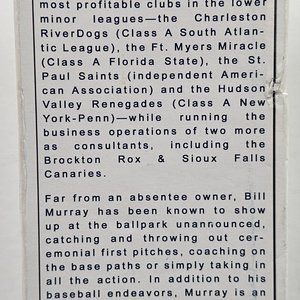 most profitable clubs in the lower
minor leagues—the Charleston
RiverDogs (Class A South Atlan-
tic League), the Ft. Myers Miracle
(Class A Florida State), the St.
Paul Saints (independent Ameri-
can Association) and the Hudson
Valley Renegades (Class A New
York-Penn)—while running the
business operations of two more
as consultants, including the
Brockton Rox & Sioux Falls
Canaries.
Far from an absentee owner, Bill
Murray has been known to show
up at the ballpark unannounced,
catching and throwing out cer-
emonial first pitches, coaching on
the base paths or simply taking in
all the action. In addition to his
baseball endeavors, Murray is an